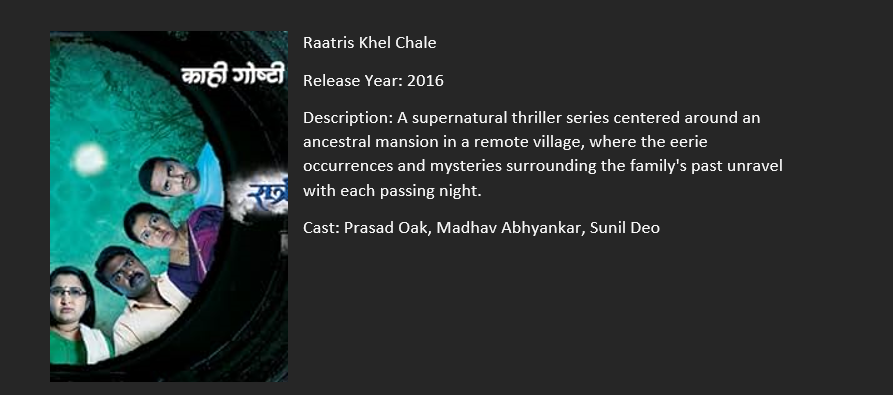 काही गोष्टी
Raatris Khel Chale
Release Year: 2016
Description: A supernatural thriller series centered around an
ancestral mansion in a remote village, where the eerie
occurrences and mysteries surrounding the family's past unravel
with each passing night.
Cast: Prasad Oak, Madhav Abhyankar, Sunil Deo